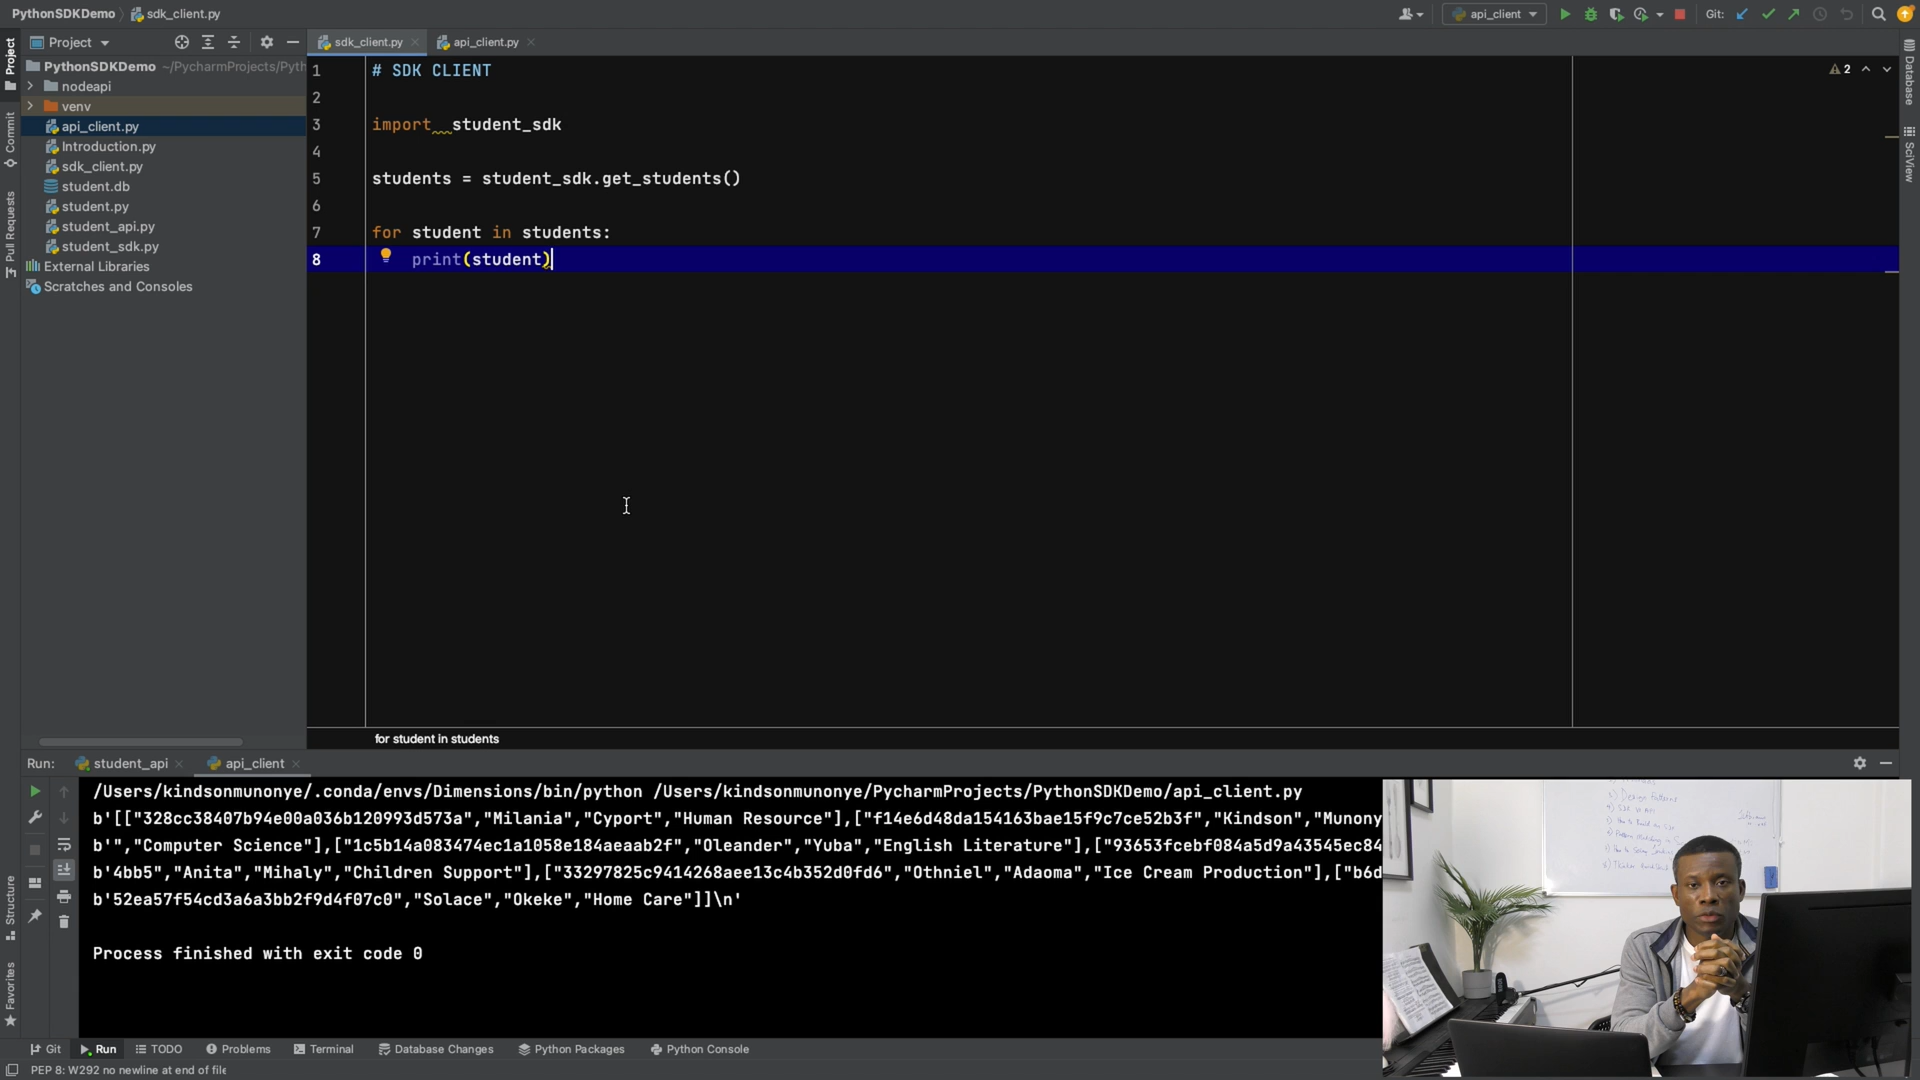 PythonSDKDemo
sdk_client.py
api_client
Git:
Project
sdk_client.py
api_client.py
Project
Commit
Pull Requests
Structure
Favorites
Database
SciView
PythonSDKDemo ~/PycharmProjects/Pyth
nodeapi
venv
api_client.py
Introduction.py
sdk_client.py
student.db
student.py
student_api.py
student_sdk.py
External Libraries
Scratches and Consoles
2
1 # SDK CLIENT
2
3 import  student_sdk
4
5 students = student_sdk.get_students()
6
7 for student in students:
8 print(student)
for student in students
Run:
student_api
api_client
/Users/kindsonmunonye/.conda/envs/Dimensions/bin/python /Users/kindsonmunonye/PycharmProjects/PythonSDKDemo/api_client.py
b'[["328cc38407b94e00a036b120993d573a","Milania","Cyport","Human Resource"],["f14e6d48da154163bae15f9c7ce52b3f","Kindson","Munony
b'","Computer Science"],["1c5b14a083474ec1a1058e184aeaab2f","Oleander","Yuba","English Literature"],["93653fcebf084a5d9a43545ec84
b'4bb5","Anita","Mihaly","Children Support"],["33297825c9414268aee13c4b352d0fd6","Othniel","Adaoma","Ice Cream Production"],["b6d
b'52ea57f54cd3a6a3bb2f9d4f07c0","Solace","Okeke","Home Care"]]\n'
Process finished with exit code 0
Design Patterns
Git
Run
TODO
Problems
Terminal
Database Changes
Python Packages
Python Console
PEP 8: W292 no newline at end of file